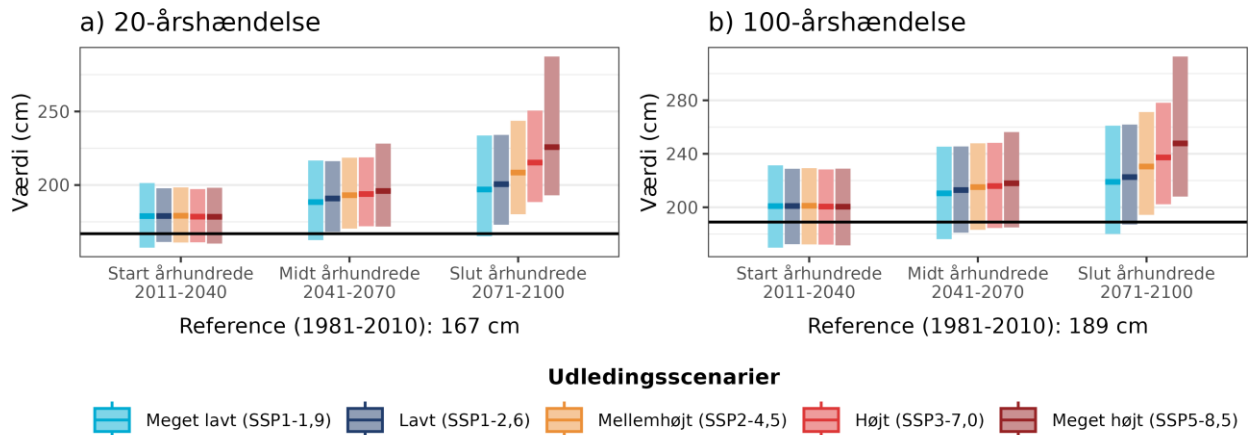 a) 20-årshændelse
Værdi (cm)
250
200
Start århundrede
2011-2040
Midt århundrede
2041-2070
Slut århundrede
2071-2100
Reference (1981-2010): 167 cm
b) 100-årshændelse
Værdi (cm)
280
240
200
Start århundrede
2011-2040
Midt århundrede
2041-2070
Slut århundrede
2071-2100
Reference (1981-2010): 189 cm
Udledingsscenarier
Meget lavt (SSP1-1,9)
Lavt (SSP1-2,6)
Mellemhøjt (SSP2-4,5)
Højt (SSP3-7,0)
Meget højt (SSP5-8,5)